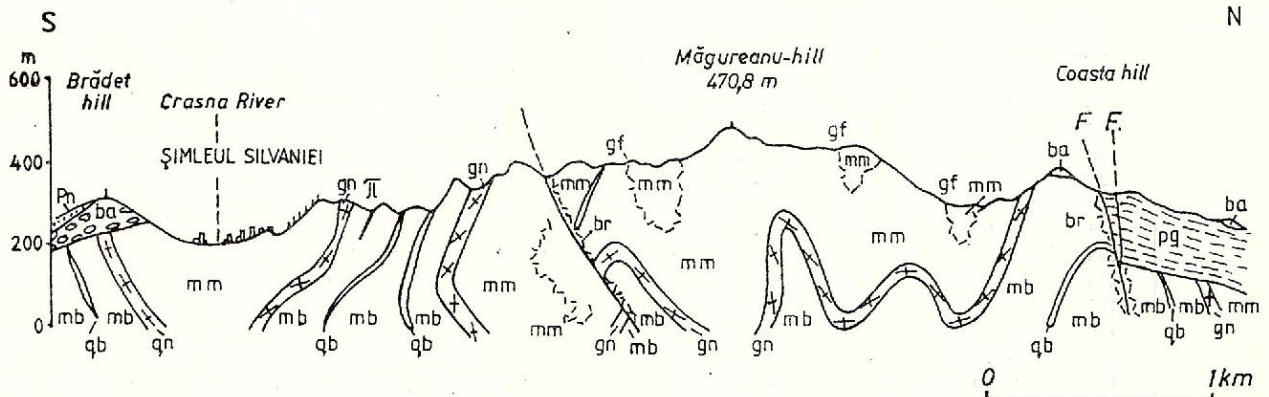 S
N
m
600
400
200
0
Brădet
hill
Crasna River
ŞIMLEUL SILVANIEI
Măgureanu-hill
470,8 m
Coasta hill
F F.
Pn
ba
gn
π
gn
mm
gf
mm
gf
mm
gf
mm
ba
br
pg
ba
mm
mm
br
mm
mm
mm
mb
mb
mb
mb
mb
mb
mb
mb
mb
mb
mm
qb
gn
qb
qb
gn
mb
gn
gn
qb
qb
gn
0
1km